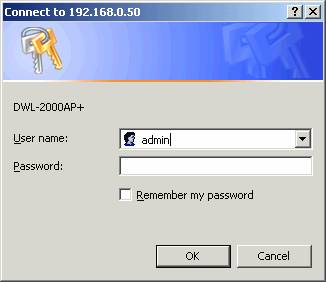 Connect to 192.168.0.50
DWL-2000AP+
User name:
admin
Password:
Remember my password
OK
Cancel